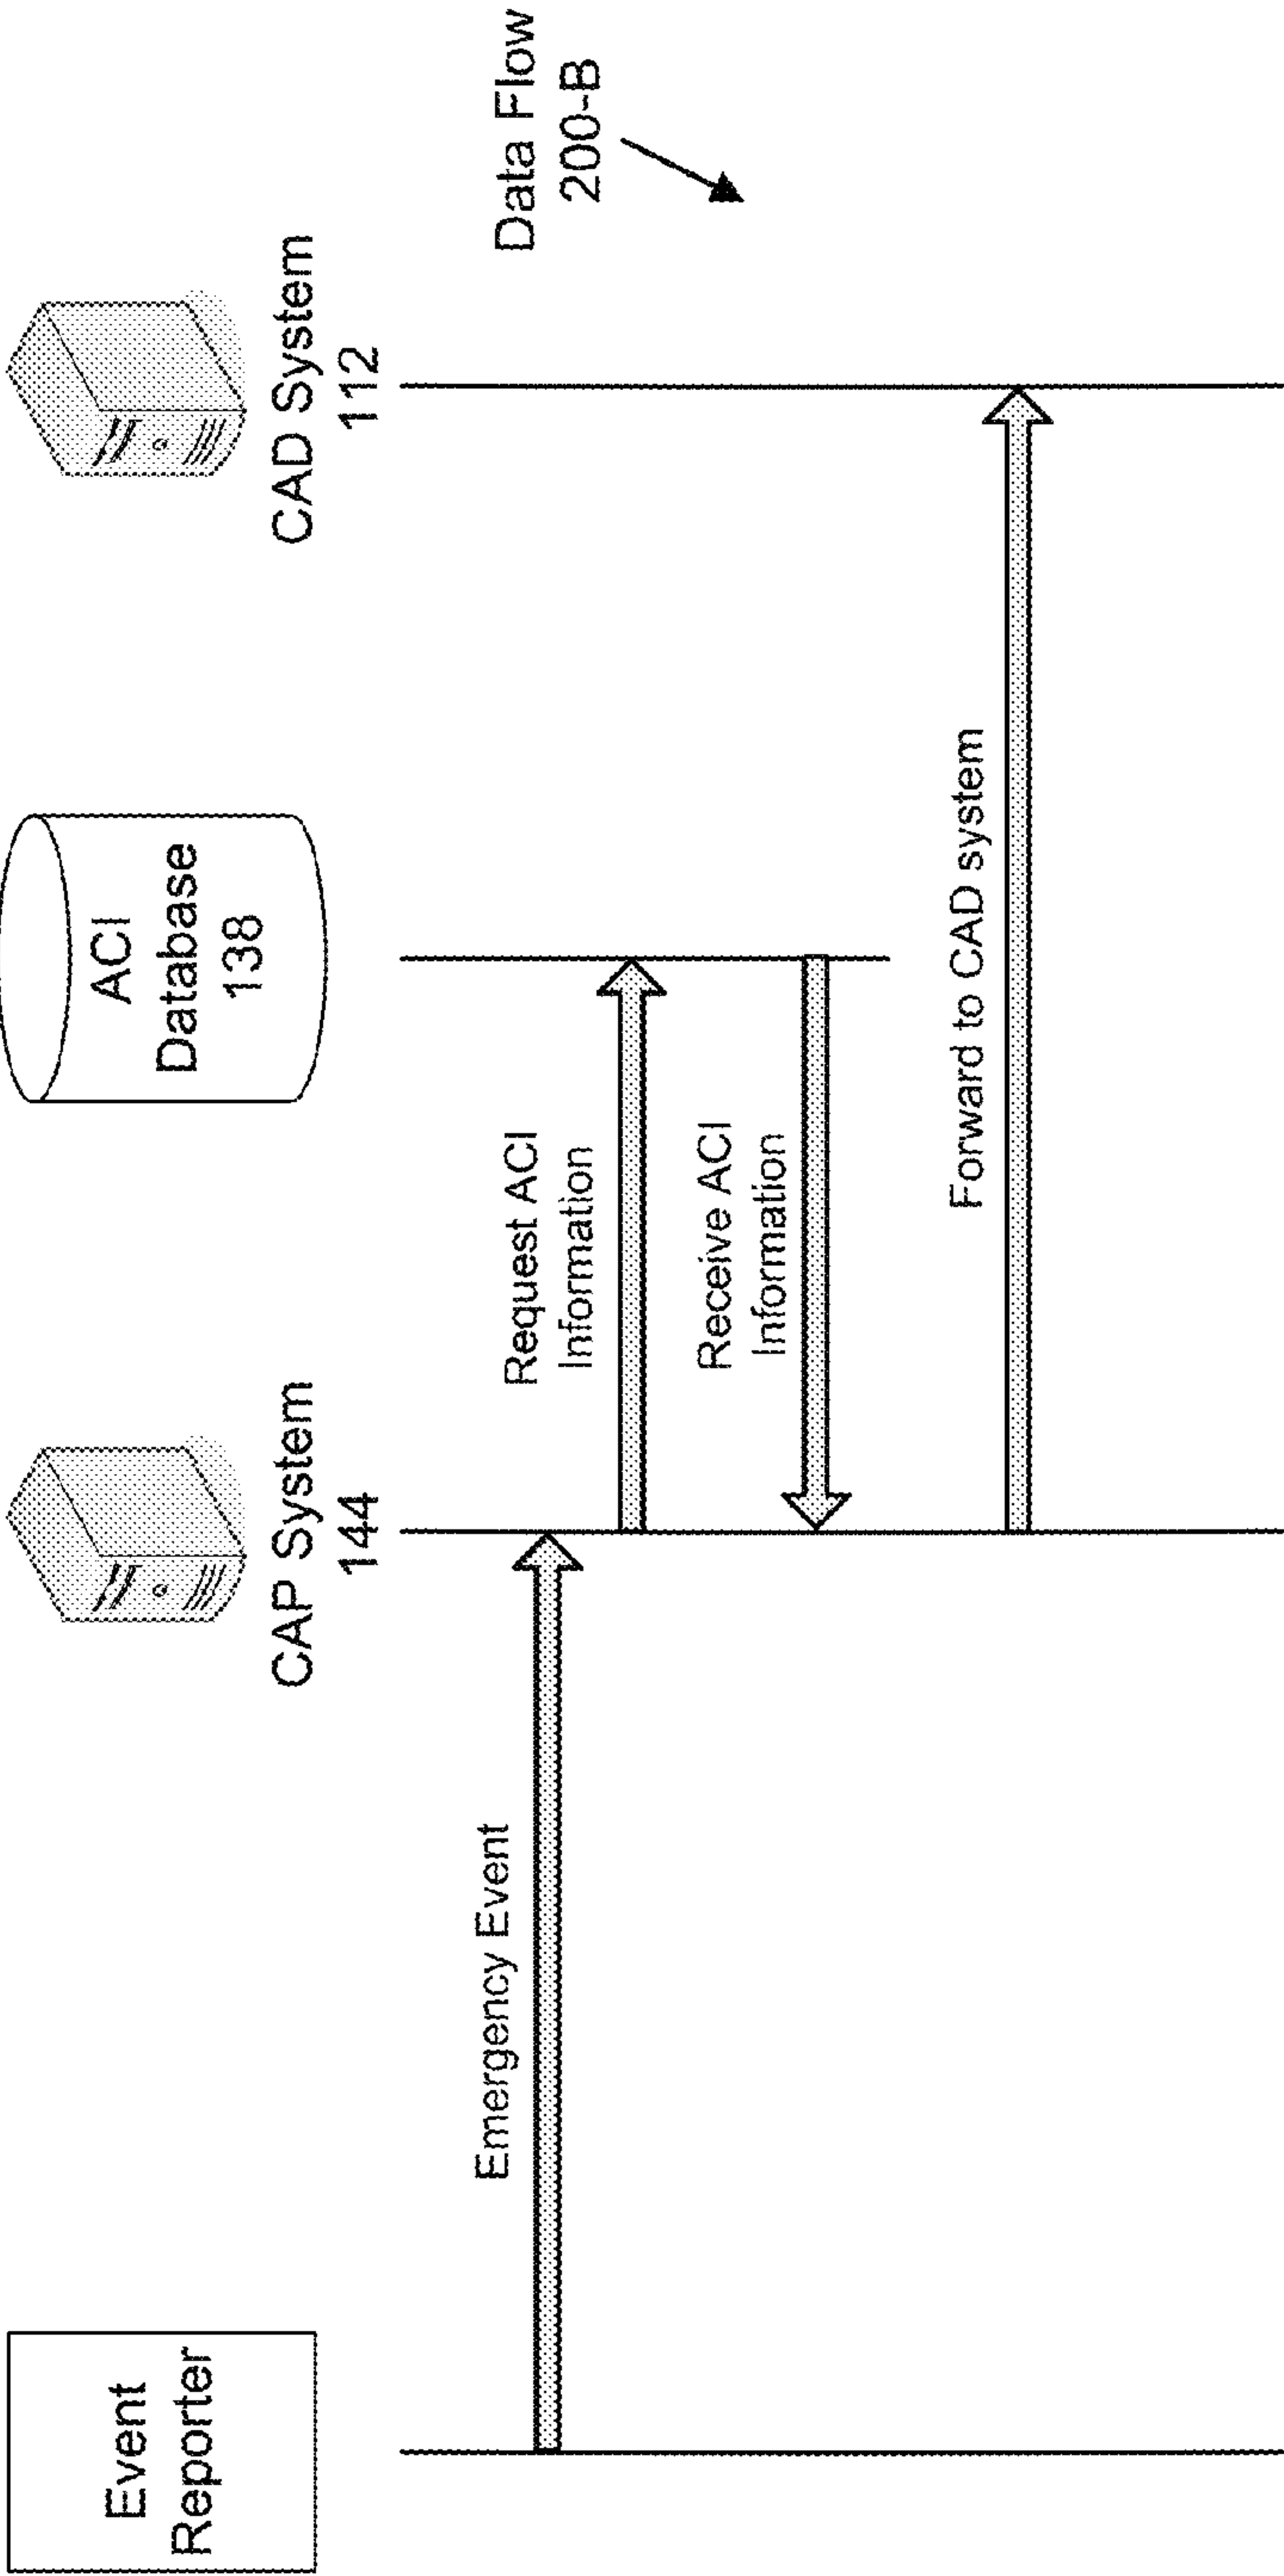 Event
Reporter
CAP System
144
ACI
Database
138
CAD System
112
Data Flow
200-B
Emergency Event
Request ACI
Information
Receive ACI
Information
Forward to CAD system